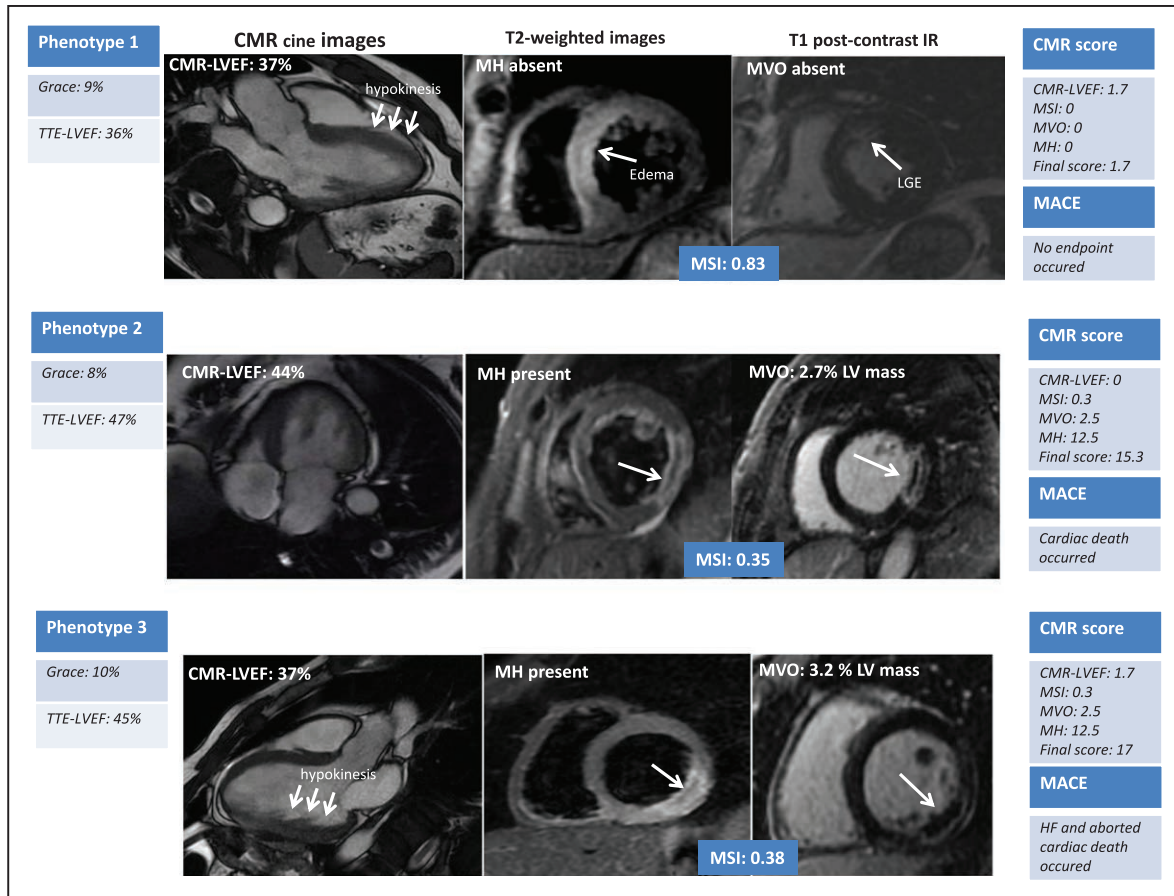 CMR cine images
T2-weighted images
T1 post-contrast IR
Phenotype 1
Grace: 9%
TTE-LVEF: 36%
CMR-LVEF: 37%
hypokinesis
MH absent
Edema
MVO absent
LGE
MSI: 0.83
CMR score
CMR-LVEF: 1.7
MSI: 0
MVO: 0
MH: 0
Final score: 1.7
MACE
No endpoint
occured
Phenotype 2
Grace: 8%
TTE-LVEF: 47%
CMR-LVEF: 44%
MH present
MVO: 2.7% LV mass
MSI: 0.35
CMR score
CMR-LVEF: 0
MSI: 0.3
MVO: 2.5
MH: 12.5
Final score: 15.3
MACE
Cardiac death
occurred
Phenotype 3
Grace: 10%
TTE-LVEF: 45%
CMR-LVEF: 37%
hypokinesis
MH present
MVO: 3.2 % LV mass
MSI: 0.38
CMR score
CMR-LVEF: 1.7
MSI: 0.3
MVO: 2.5
MH: 12.5
Final score: 17
MACE
HF and aborted
cardiac death
occured